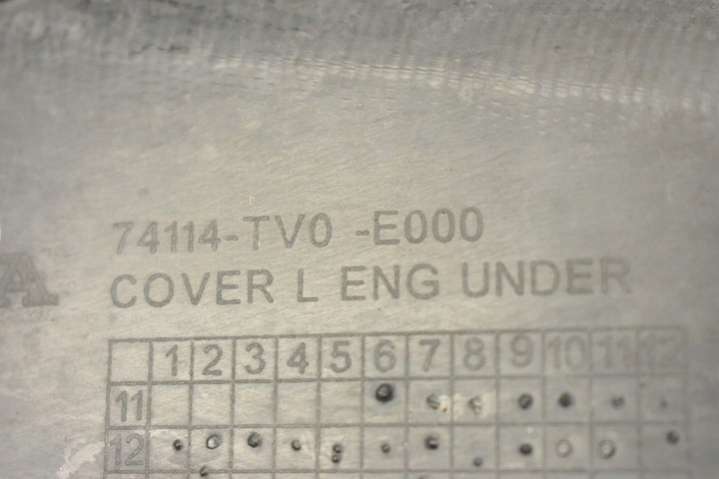 74114-TV0 -E000
A
COVER L ENG UNDER
1 2 3 4 5 6 7 8 9 10 11 12
11
12